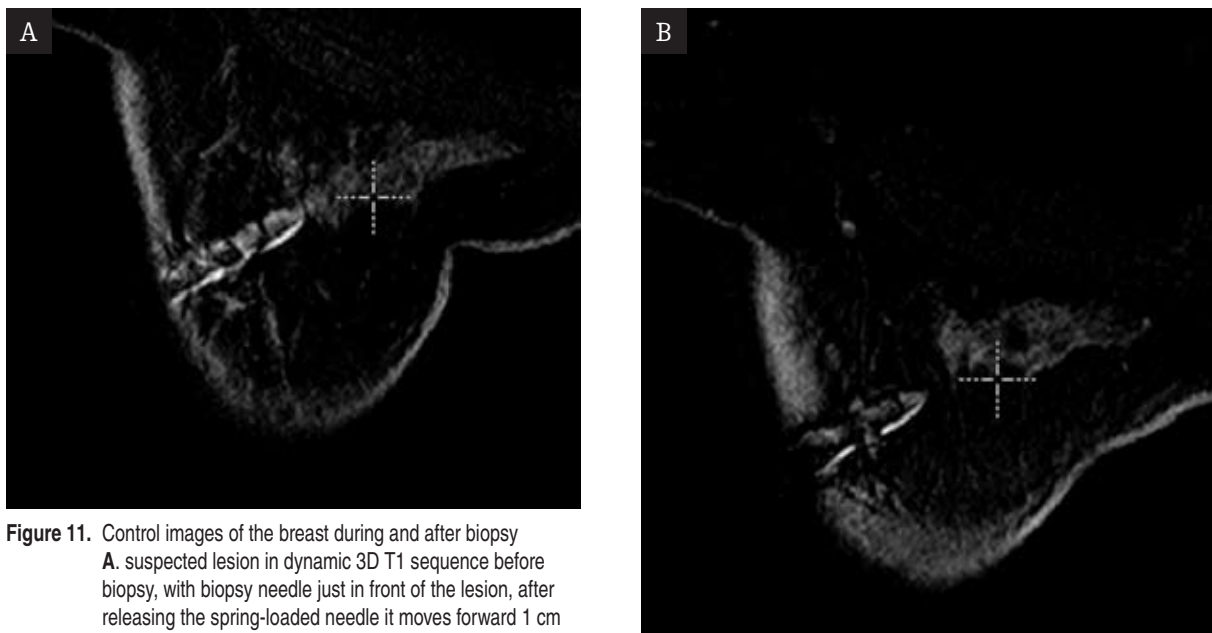 A
B
Figure 11. Control images of the breast during and after biopsy
A. suspected lesion in dynamic 3D T1 sequence before
biopsy, with biopsy needle just in front of the lesion, after
releasing the spring-loaded needle it moves forward 1 cm